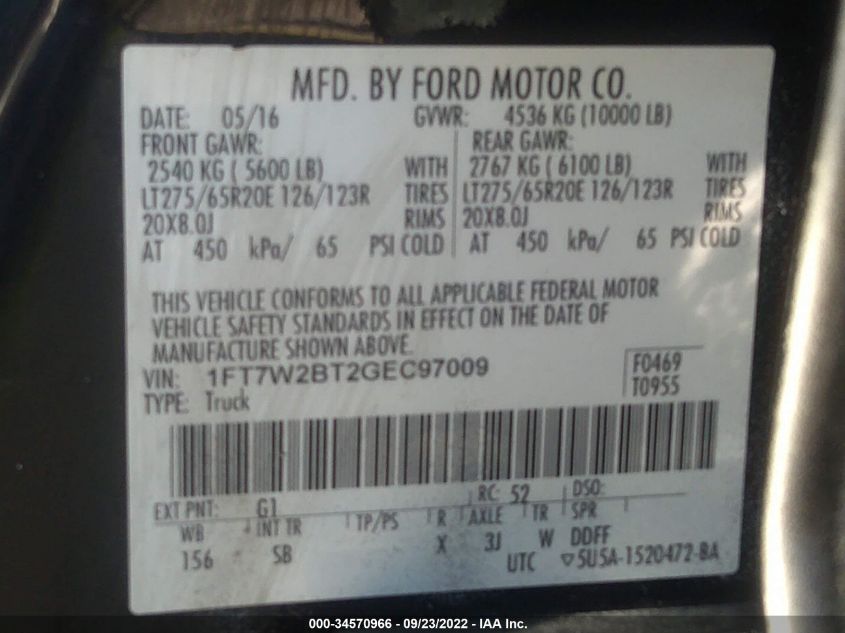 MFD. BY FORD MOTOR CO.
DATE: 05/16 GVWR: 4536 KG (10000 LB)
FRONT GAWR: REAR GAWR:
2540 KG ( 5600 LB) WITH 2767 KG ( 6100 LB) WITH
LT275/65R20E 126/123R TIRES LT275/65R20E 126/123R TIRES
20X8.0J RIMS 20X8.0J RIMS
AT 450 kPa/ 65 PSI COLD AT 450 kPa/ 65 PSI COLD
THIS VEHICLE CONFORMS TO ALL APPLICABLE FEDERAL MOTOR
VEHICLE SAFETY STANDARDS IN EFFECT ON THE DATE OF
MANUFACTURE SHOWN ABOVE.
VIN: 1FT7W2BT2GEC97009 F0469
TYPE: Truck T0955
EXT PNT: G1 RC: 52 DSO:
WB INT TR TP/PS R AXLE TR SPR
156 SB X 3J W DDFF
UTC ▽5U5A-1520472-BA
000-34570966 - 09/23/2022 - IAA Inc.